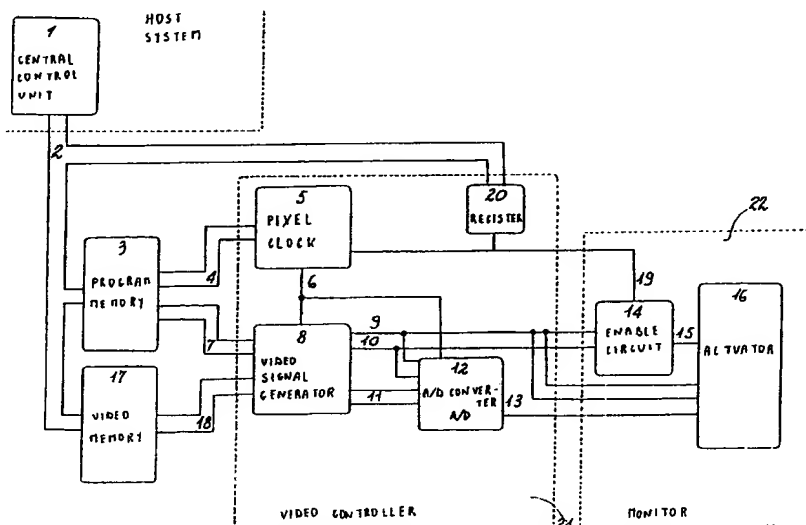 HOST
SYSTEM
1
CENTRAL
CONTROL
UNIT
2
20
REGISTER
5
PIXEL
CLOCK
22
3
PROGRAM
MEMORY
4
6
19
14
ENABLE
CIRCUIT
15
16
ACTUATOR
7
8
VIDEO
SIGNAL
GENERATOR
9
10
11
12
A/D CONVER-
TER
A/D
13
17
VIDEO
MEMORY
18
VIDEO CONTROLLER
21
MONITOR